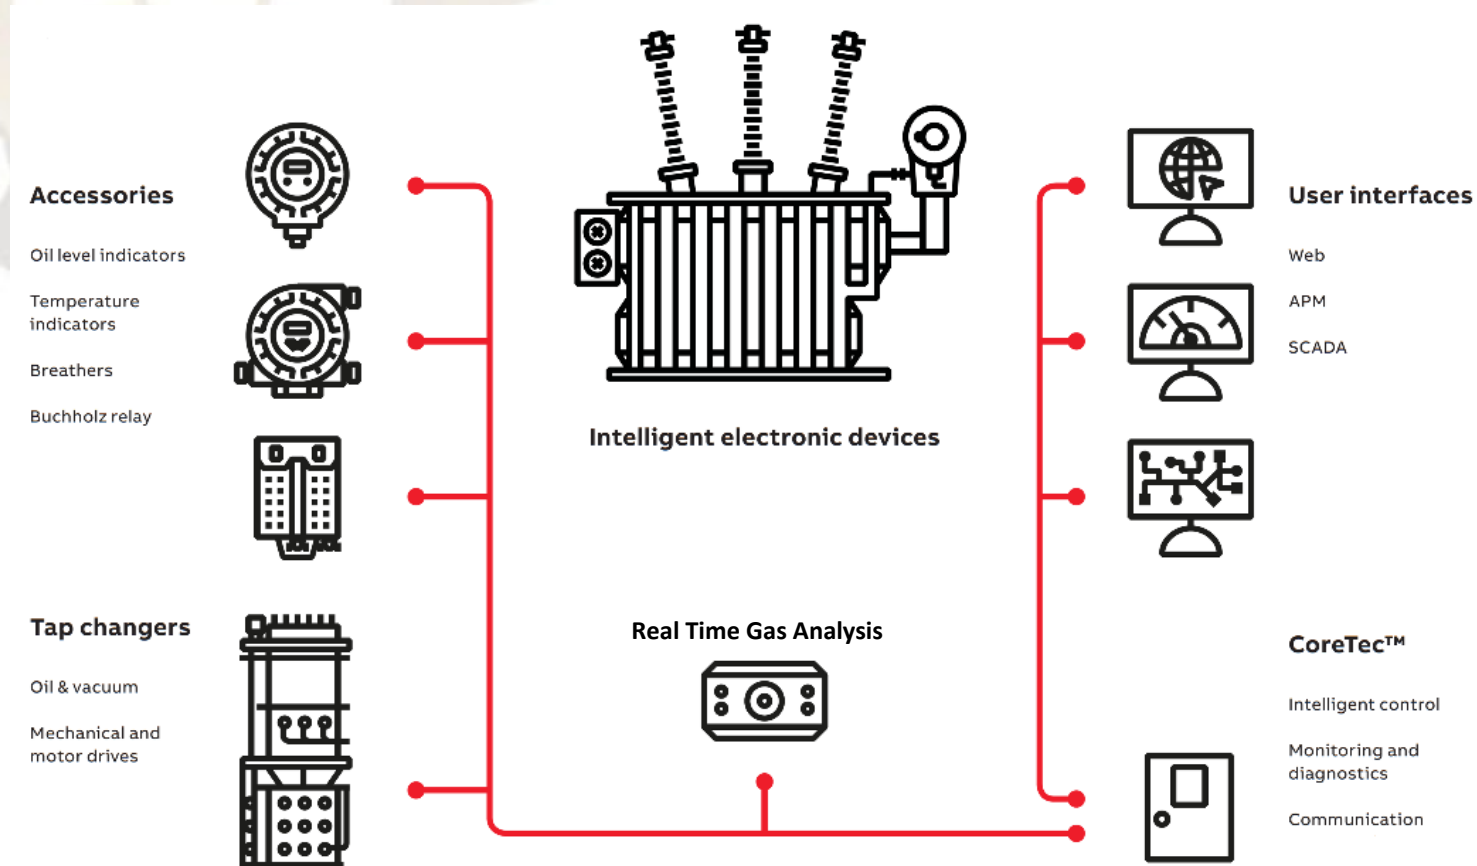 Accessories
Oil level indicators
Temperature
indicators
Breathers
Buchholz relay
Tap changers
Oil & vacuum
Mechanical and
motor drives
Intelligent electronic devices
Real Time Gas Analysis
User interfaces
Web
APM
SCADA
CoreTec™
Intelligent control
Monitoring and
diagnostics
Communication